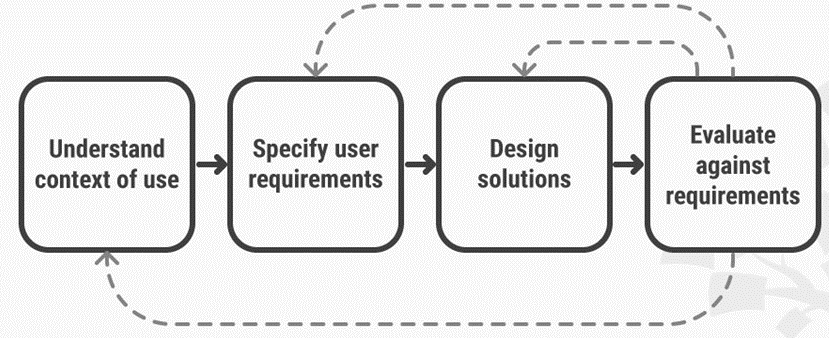 Understand
context of use
Specify user
requirements
Design
solutions
Evaluate
against
requirements